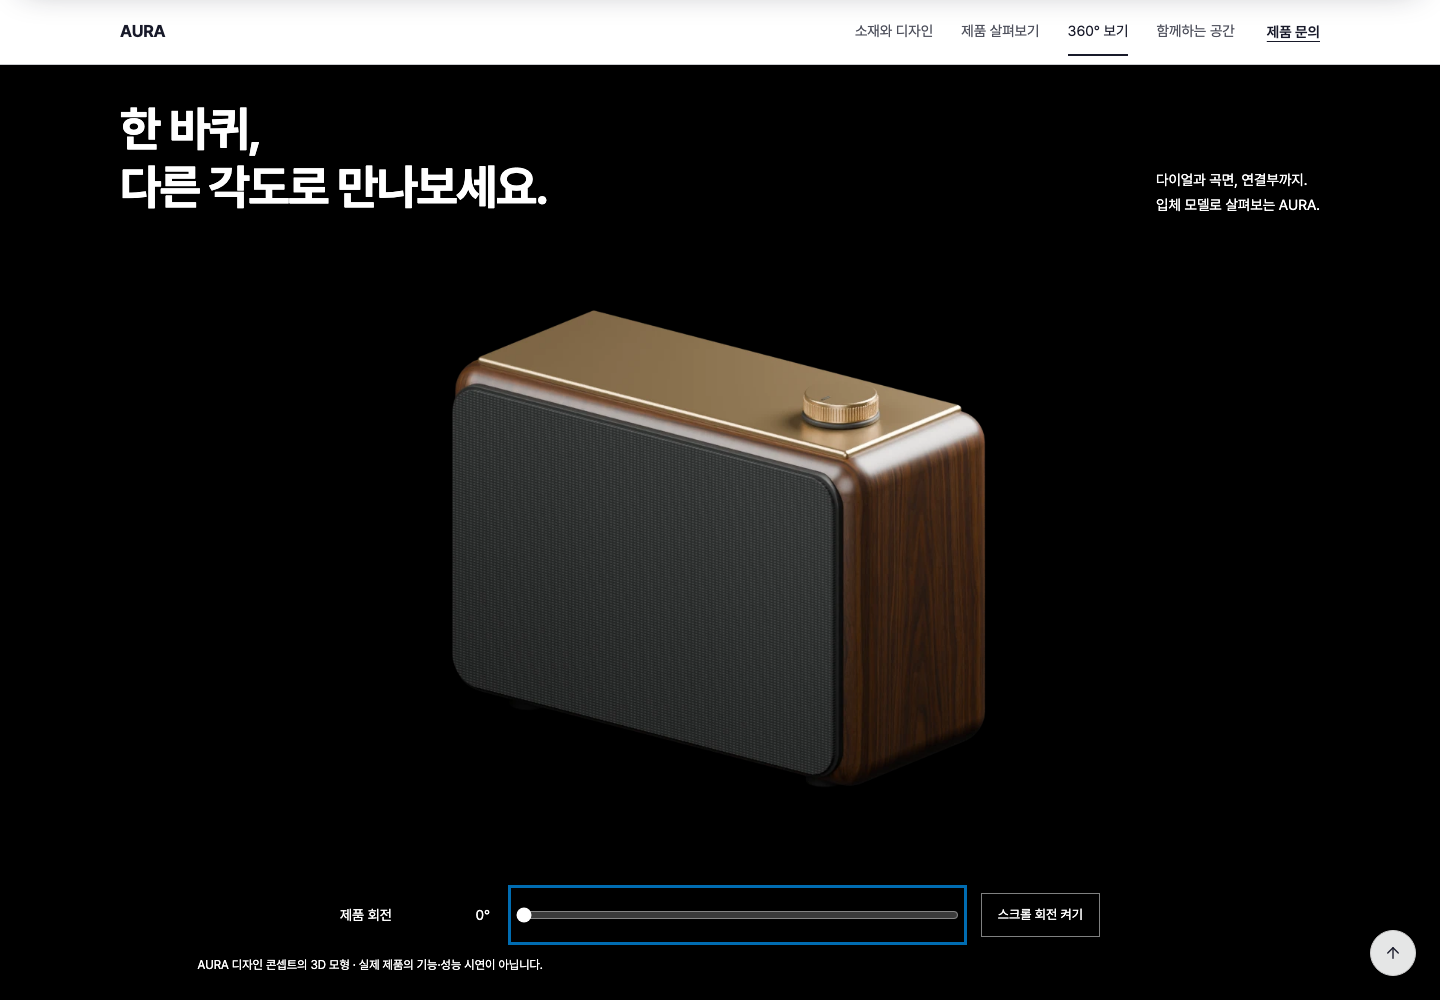 AURA
소재와 디자인
제품 살펴보기
360° 보기
함께하는 공간
제품 문의
한 바퀴,
다른 각도로 만나보세요.
다이얼과 곡면, 연결부까지.
입체 모델로 살펴보는 AURA.
제품 회전
0°
스크롤 회전 켜기
AURA 디자인 콘셉트의 3D 모형 · 실제 제품의 기능·성능 시연이 아닙니다.